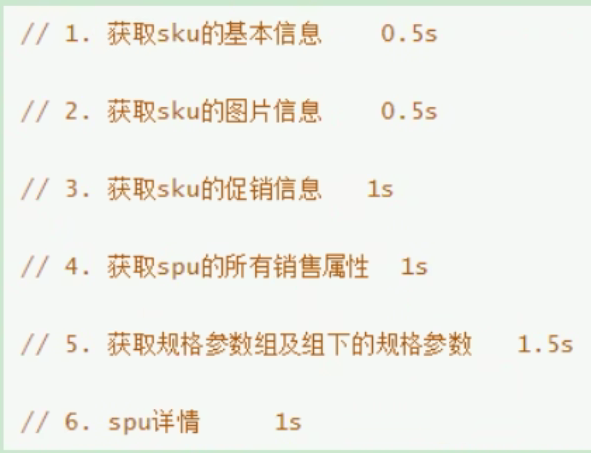 // 1. 获取sku的基本信息 0.5s
// 2. 获取sku的图片信息 0.5s
// 3. 获取sku的促销信息 1s
// 4. 获取spu的所有销售属性 1s
// 5. 获取规格参数组及组下的规格参数 1.5s
// 6. spu详情 1s